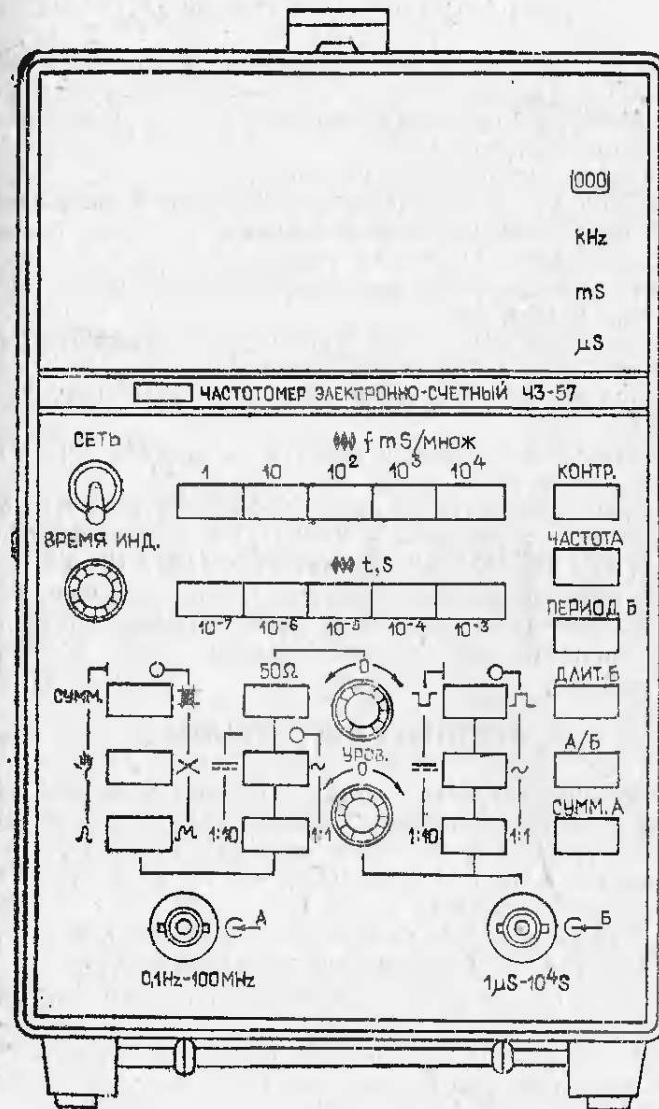 000
kHz
mS
μS
ЧАСТОТОМЕР ЭЛЕКТРОННО-СЧЕТНЫЙ Ч3-57
СЕТЬ
f mS/множ
1 10 10² 10³ 10⁴
КОНТР.
ВРЕМЯ ИНД.
ЧАСТОТА
t,S
10⁻⁷ 10⁻⁶ 10⁻⁵ 10⁻⁴ 10⁻³
ПЕРИОД Б
СУММ.
50Ω
0
ДЛИТ. Б
УРОВ.
0
А/Б
1:10 1:1
1:10 1:1
СУММ. А
А
Б
0,1Hz-100MHz
1μS-10⁴S